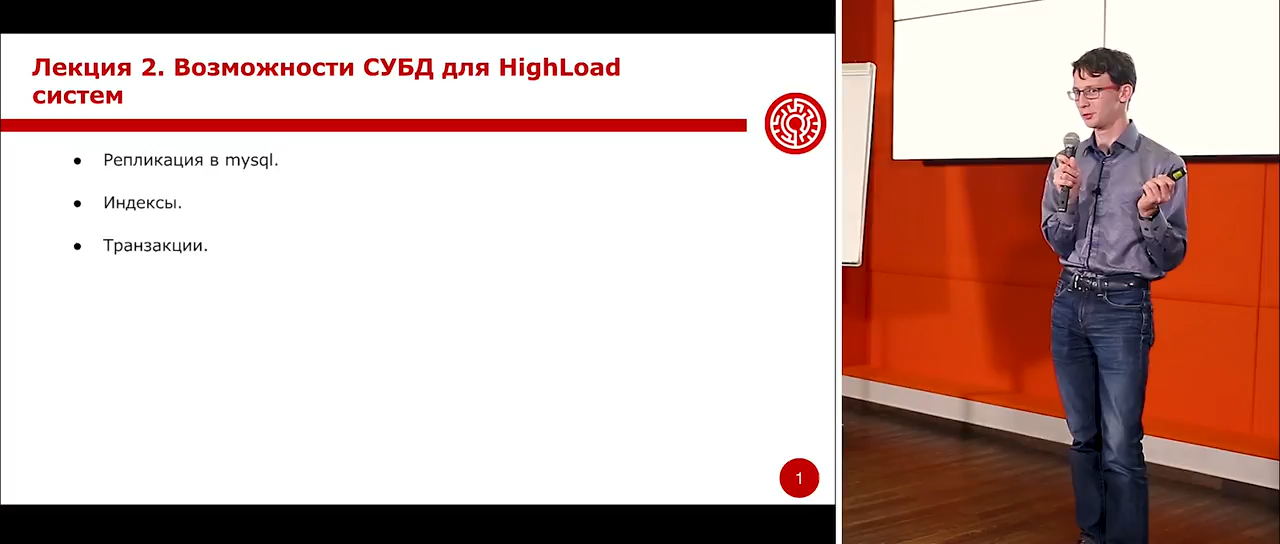 Лекция 2. Возможности СУБД для HighLoad
систем
● Репликация в mysql.
● Индексы.
● Транзакции.
1